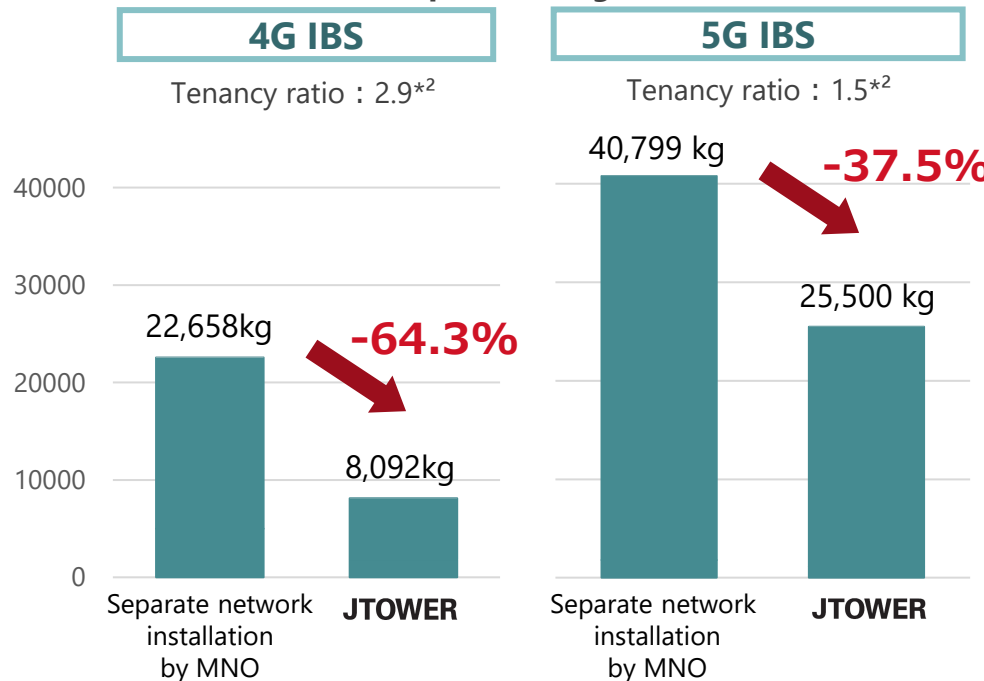 4G IBS
Tenancy ratio：2.9*²
40000
30000
20000
10000
0
22,658kg
-64.3%
8,092kg
Separate network
installation
by MNO
JTOWER
5G IBS
Tenancy ratio：1.5*²
40,799 kg
-37.5%
25,500 kg
Separate network
installation
by MNO
JTOWER